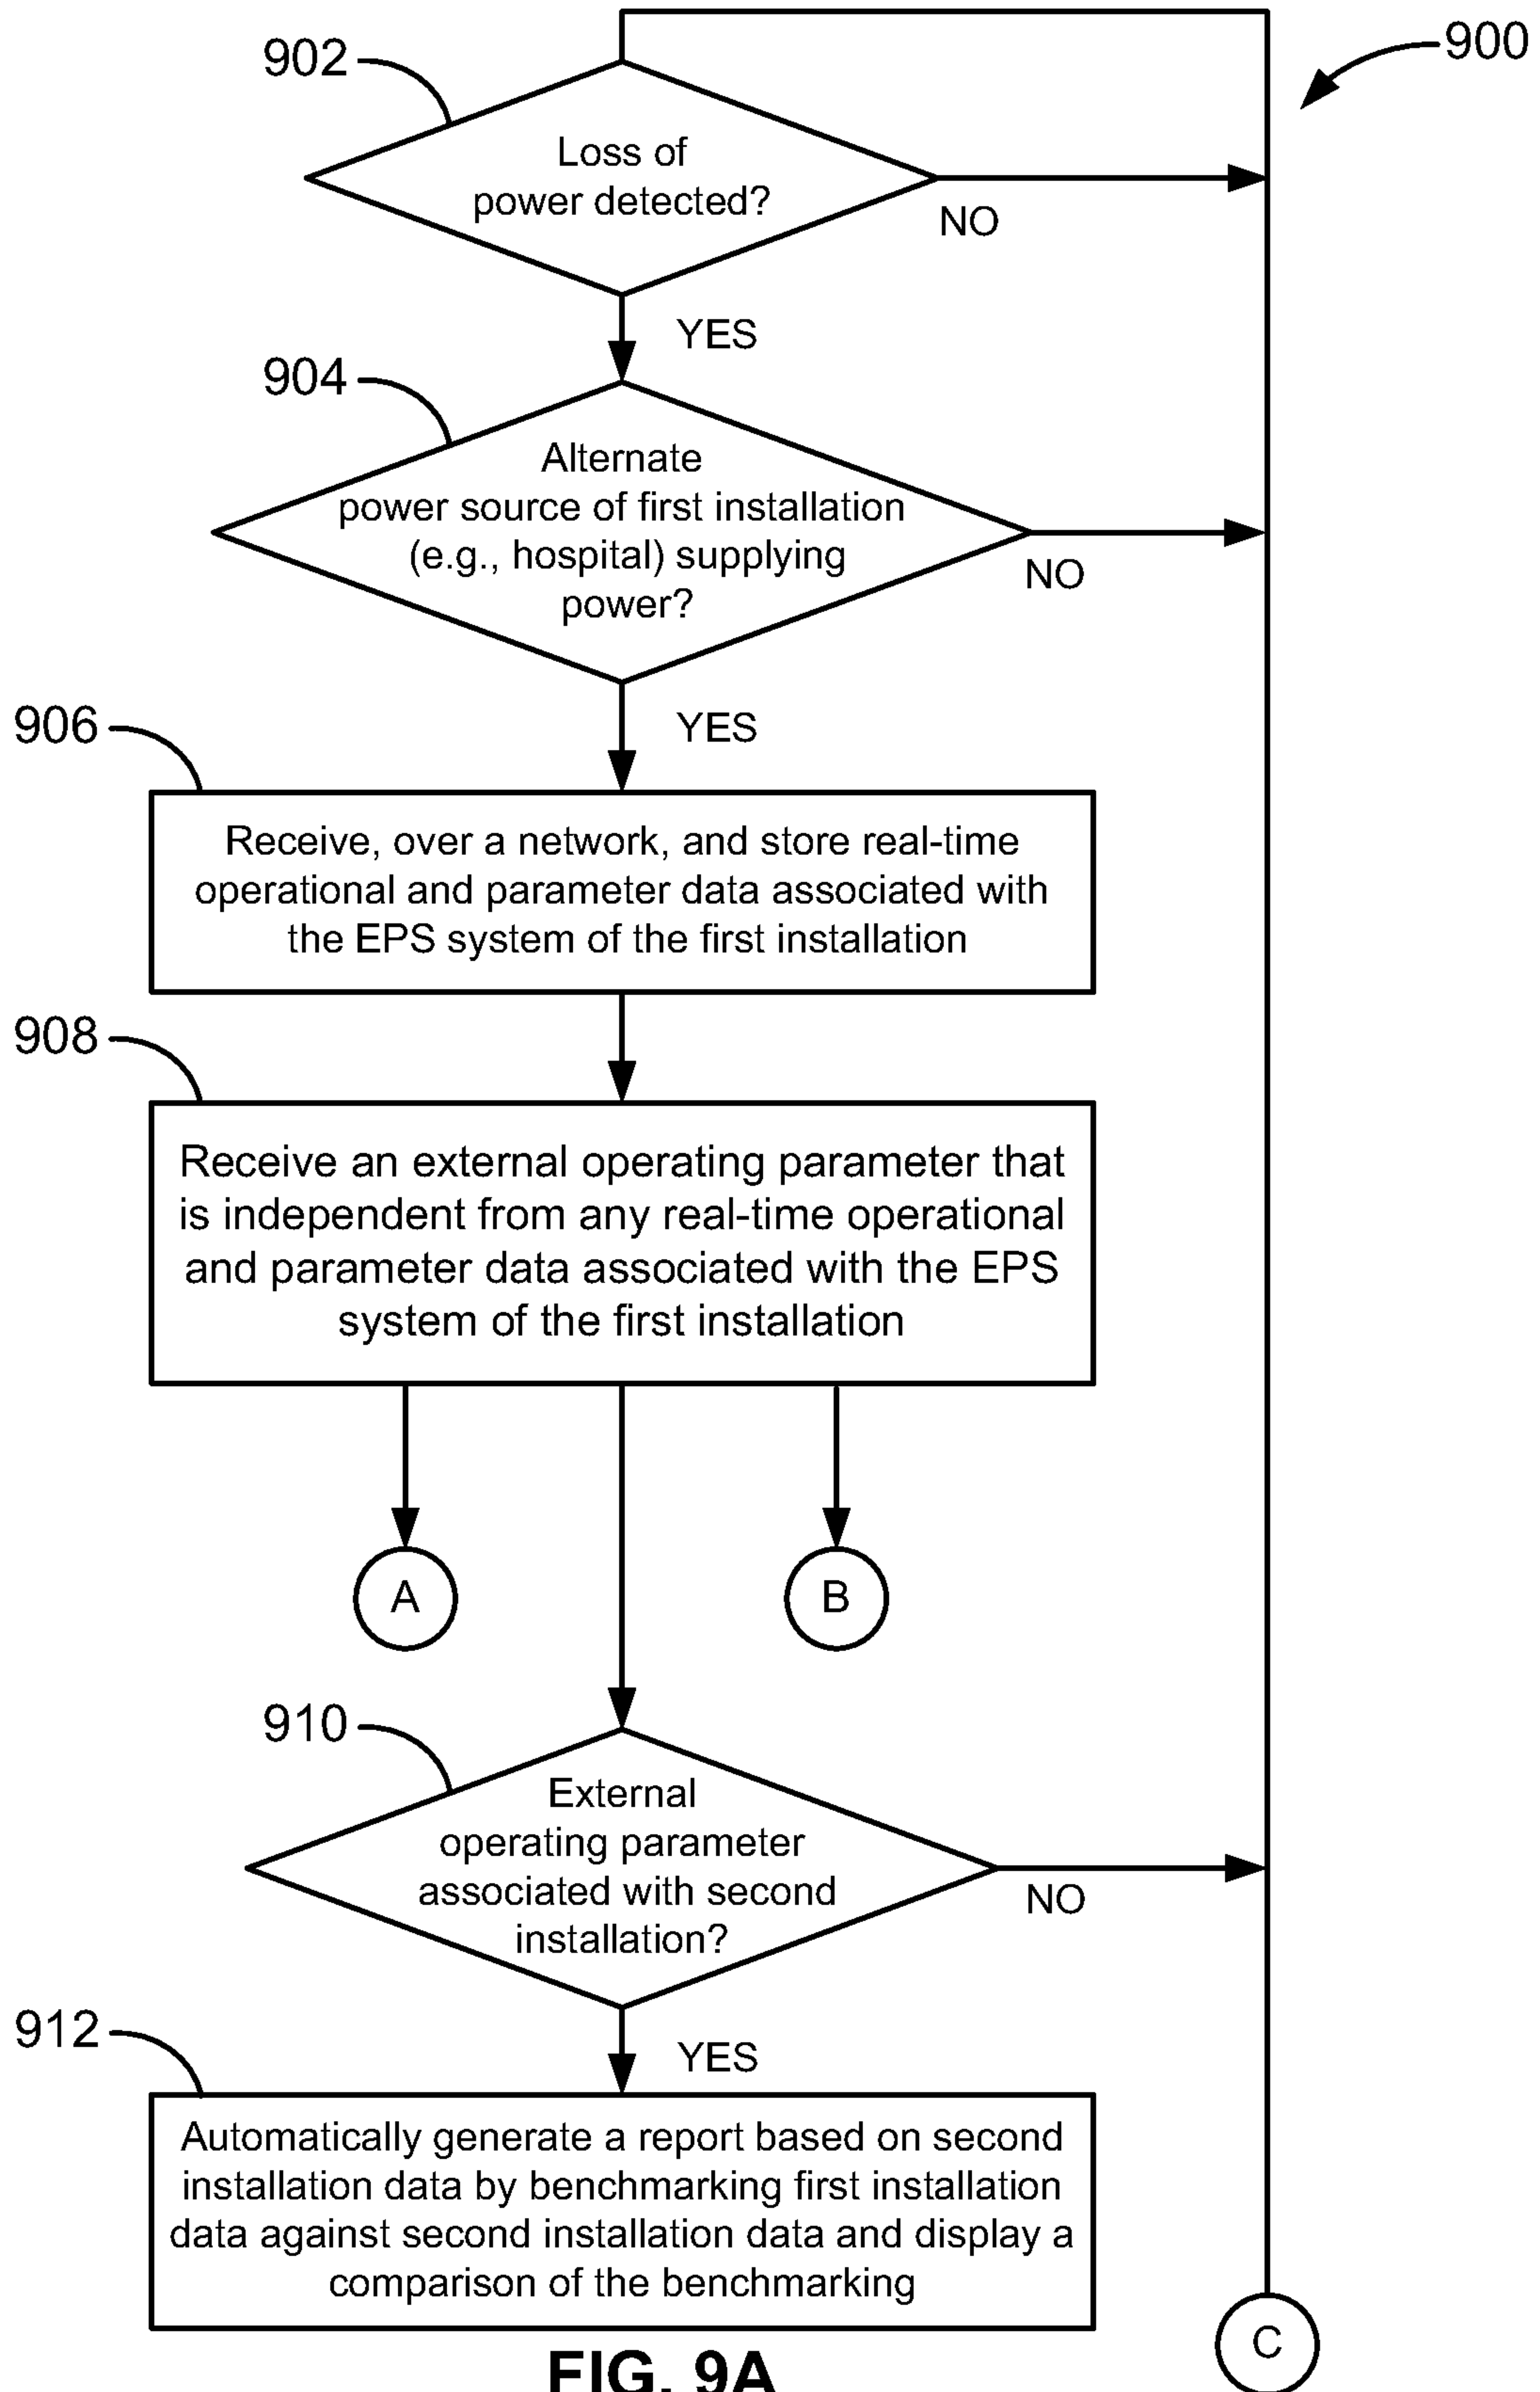 900
902
Loss of
power detected?
NO
YES
904
Alternate
power source of first installation
(e.g., hospital) supplying
power?
NO
YES
906
Receive, over a network, and store real-time
operational and parameter data associated with
the EPS system of the first installation
908
Receive an external operating parameter that
is independent from any real-time operational
and parameter data associated with the EPS
system of the first installation
A
B
910
External
operating parameter
associated with second
installation?
NO
YES
912
Automatically generate a report based on second
installation data by benchmarking first installation
data against second installation data and display a
comparison of the benchmarking
C
FIG. 9A